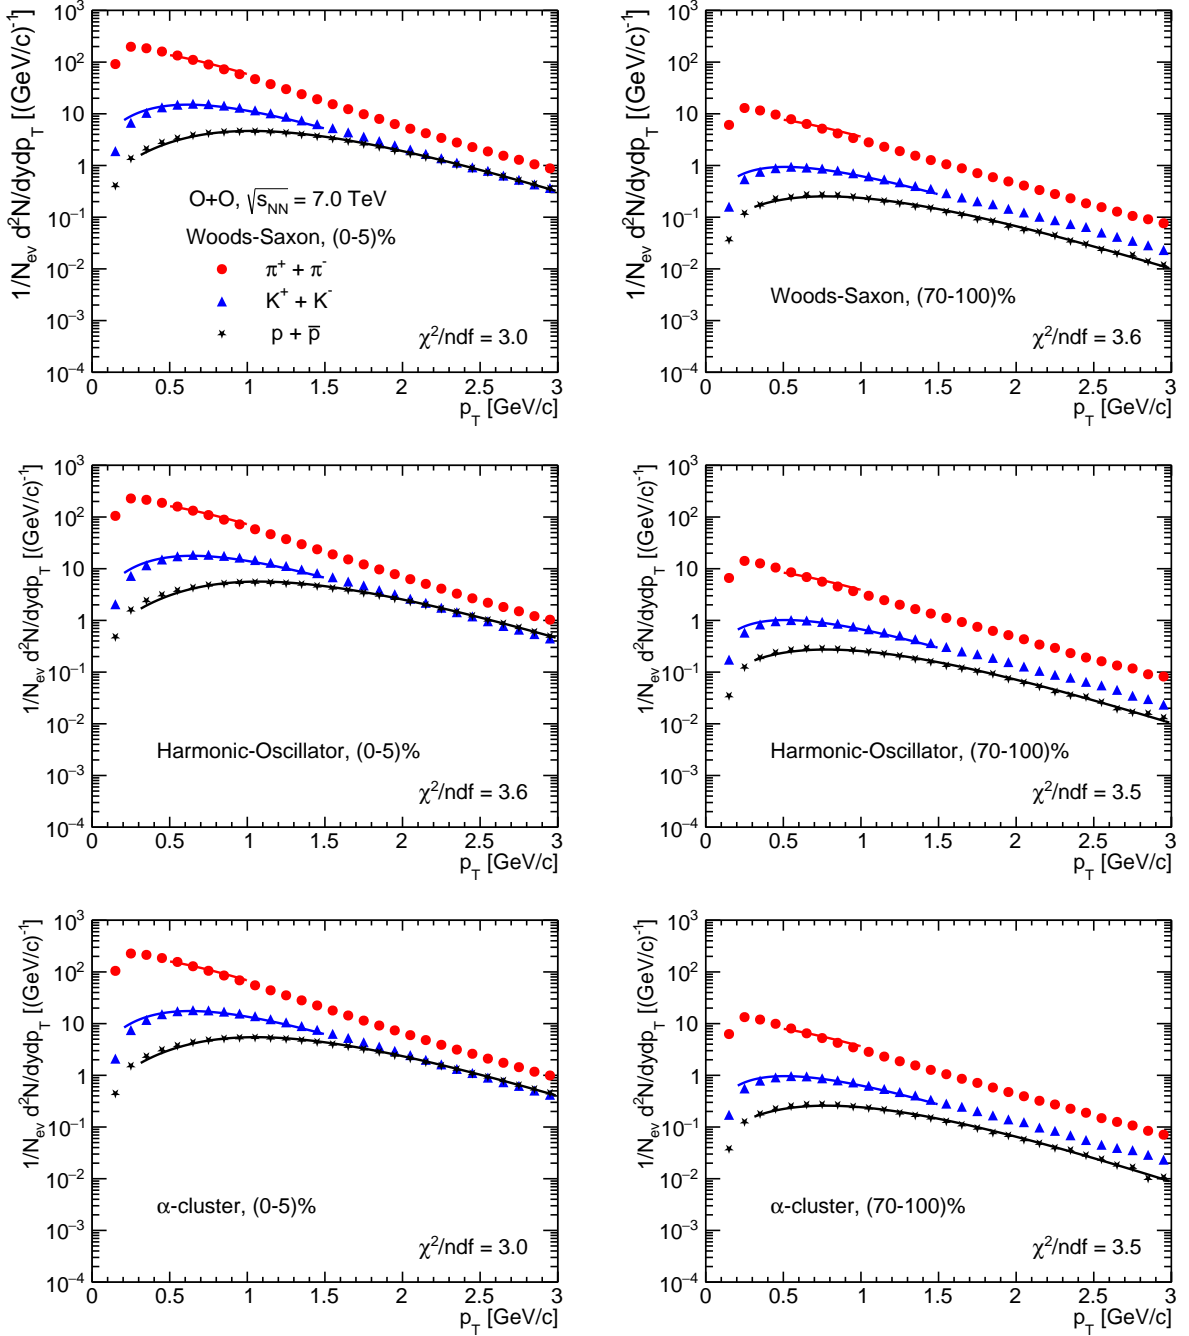 1/N_ev d²N/dydp_T [(GeV/c)⁻¹]
10³
10²
10
1
10⁻¹
10⁻²
10⁻³
10⁻⁴
O+O, √s_NN = 7.0 TeV
Woods-Saxon, (0-5)%
π⁺ + π⁻
K⁺ + K⁻
p + p̅
χ²/ndf = 3.0
0 0.5 1 1.5 2 2.5 3
p_T [GeV/c]
1/N_ev d²N/dydp_T [(GeV/c)⁻¹]
10³
10²
10
1
10⁻¹
10⁻²
10⁻³
10⁻⁴
Woods-Saxon, (70-100)%
χ²/ndf = 3.6
0 0.5 1 1.5 2 2.5 3
p_T [GeV/c]
1/N_ev d²N/dydp_T [(GeV/c)⁻¹]
10³
10²
10
1
10⁻¹
10⁻²
10⁻³
10⁻⁴
Harmonic-Oscillator, (0-5)%
χ²/ndf = 3.6
0 0.5 1 1.5 2 2.5 3
p_T [GeV/c]
1/N_ev d²N/dydp_T [(GeV/c)⁻¹]
10³
10²
10
1
10⁻¹
10⁻²
10⁻³
10⁻⁴
Harmonic-Oscillator, (70-100)%
χ²/ndf = 3.5
0 0.5 1 1.5 2 2.5 3
p_T [GeV/c]
1/N_ev d²N/dydp_T [(GeV/c)⁻¹]
10³
10²
10
1
10⁻¹
10⁻²
10⁻³
10⁻⁴
α-cluster, (0-5)%
χ²/ndf = 3.0
0 0.5 1 1.5 2 2.5 3
p_T [GeV/c]
1/N_ev d²N/dydp_T [(GeV/c)⁻¹]
10³
10²
10
1
10⁻¹
10⁻²
10⁻³
10⁻⁴
α-cluster, (70-100)%
χ²/ndf = 3.5
0 0.5 1 1.5 2 2.5 3
p_T [GeV/c]